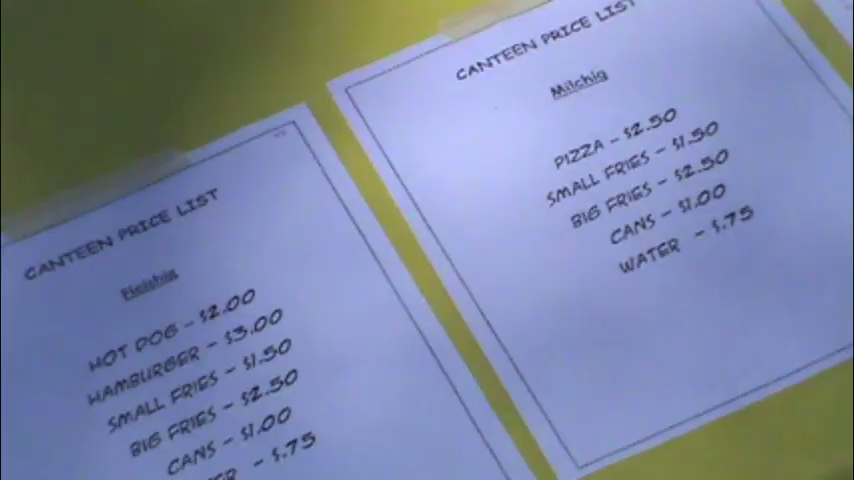 CANTEEN PRICE LIST
Fleishig
HOT DOG - $2.00
HAMBURGER - $3.00
SMALL FRIES - $1.50
BIG FRIES - $2.50
CANS - $1.00
- $.75
CANTEEN PRICE LIST
Milchig
PIZZA - $2.50
SMALL FRIES - $1.50
BIG FRIES - $2.50
CANS - $1.00
WATER - $.75